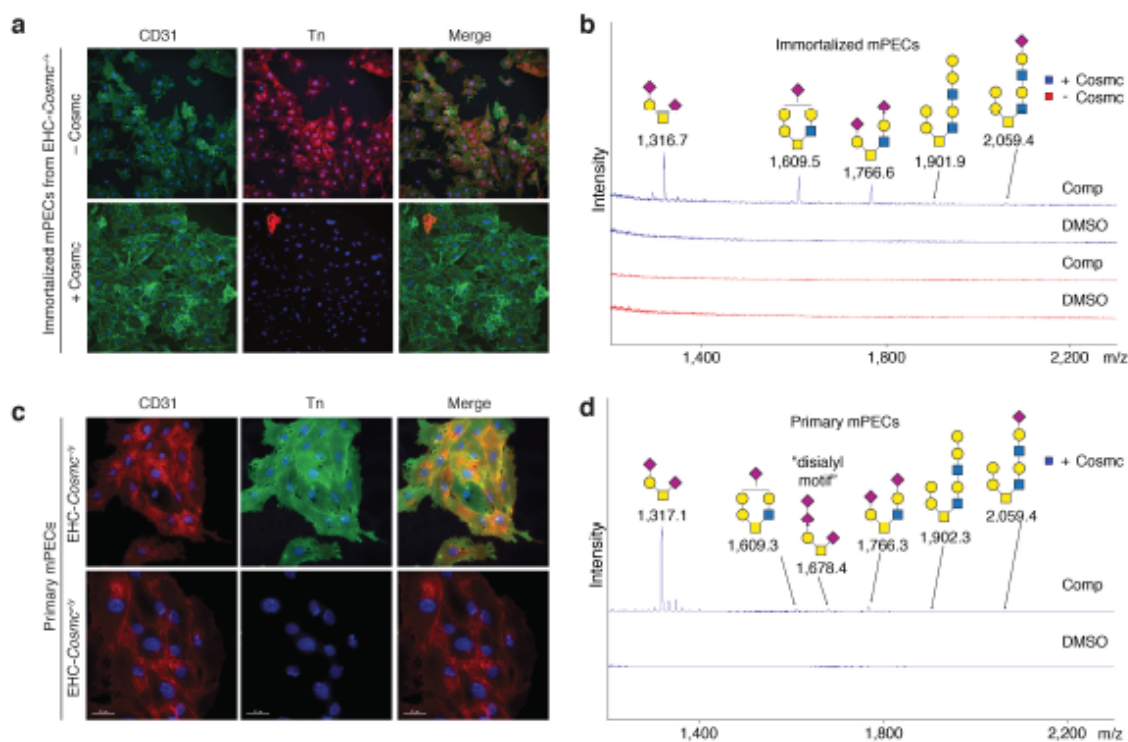 a
CD31 Tn Merge
Immortalized mPECs from EHC-Cosmc
– Cosmc
+ Cosmc
b
Immortalized mPECs
+ Cosmc
- Cosmc
1,316.7
1,609.5
1,766.6
1,901.9
2,059.4
Intensity
Comp
DMSO
Comp
DMSO
1,400 1,800 2,200 m/z
c
CD31 Tn Merge
Primary mPECs
EHC-Cosmc
EHC-Cosmc
d
Primary mPECs
+ Cosmc
"disialyl
motif"
1,317.1
1,609.3
1,678.4
1,766.3
1,902.3
2,059.4
Intensity
Comp
DMSO
1,400 1,800 2,200 m/z